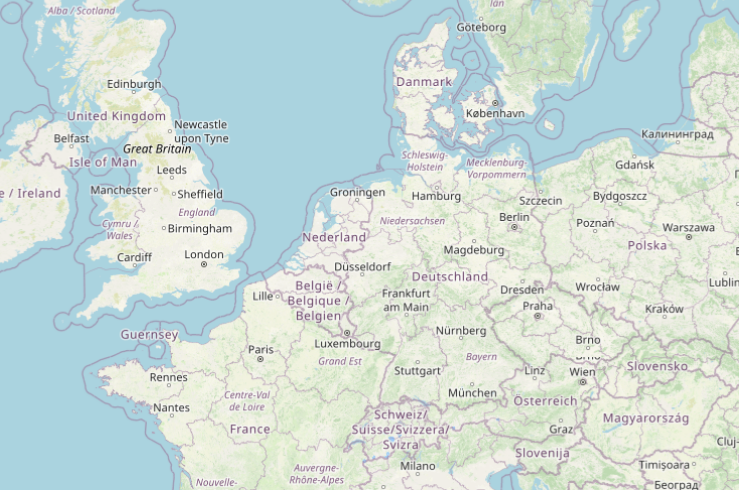 Alba / Scotland
Göteborg
Edinburgh
Danmark
United Kingdom
København
Newcastle
upon Tyne
Belfast
Great Britain
Калининград
Isle of Man
Schleswig-
Holstein
Mecklenburg
Vorpommern
Gdańsk
Leeds
Manchester
Sheffield
/ Ireland
Groningen
Hamburg
Szczecin
Bydgoszcz
England
Cymru /
Wales
Birmingham
Niedersachsen
Berlin
Poznań
Warszawa
Nederland
Polska
Cardiff
London
Magdeburg
Düsseldorf
Deutschland
België /
Belgique /
Belgien
Lille
Frankfurt
am Main
Dresden
Wrocław
Lublin
Praha
Kraków
Guernsey
Luxembourg
Nürnberg
Brno
Brno
Paris
Grand Est
Bayern
Slovensko
Rennes
Stuttgart
Linz
Wien
Centre-Val
de Loire
München
Österreich
Nantes
France
Schweiz/
Suisse/Svizzera/
Svizra
Graz
Magyarország
Slovenija
Milano
Auvergne-
Rhône-Alpes
Nouvelle-
Timișoara
Београд